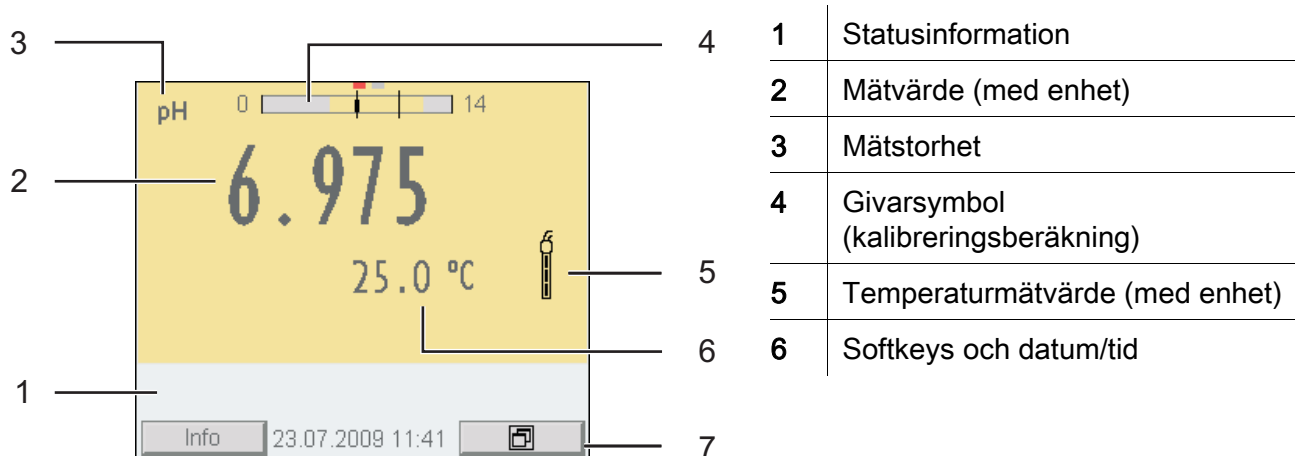 3
4
pH
0
14
2
6.975
25.0 °C
5
6
1
Info
23.07.2009 11:41
7
1 Statusinformation
2 Mätvärde (med enhet)
3 Mätstorhet
4 Givarsymbol
(kalibreringsberäkning)
5 Temperaturmätvärde (med enhet)
6 Softkeys och datum/tid